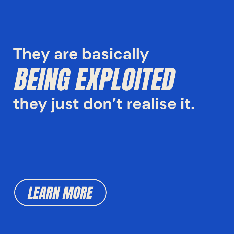 They are basically
BEING EXPLOITED
they just don’t realise it.
LEARN MORE